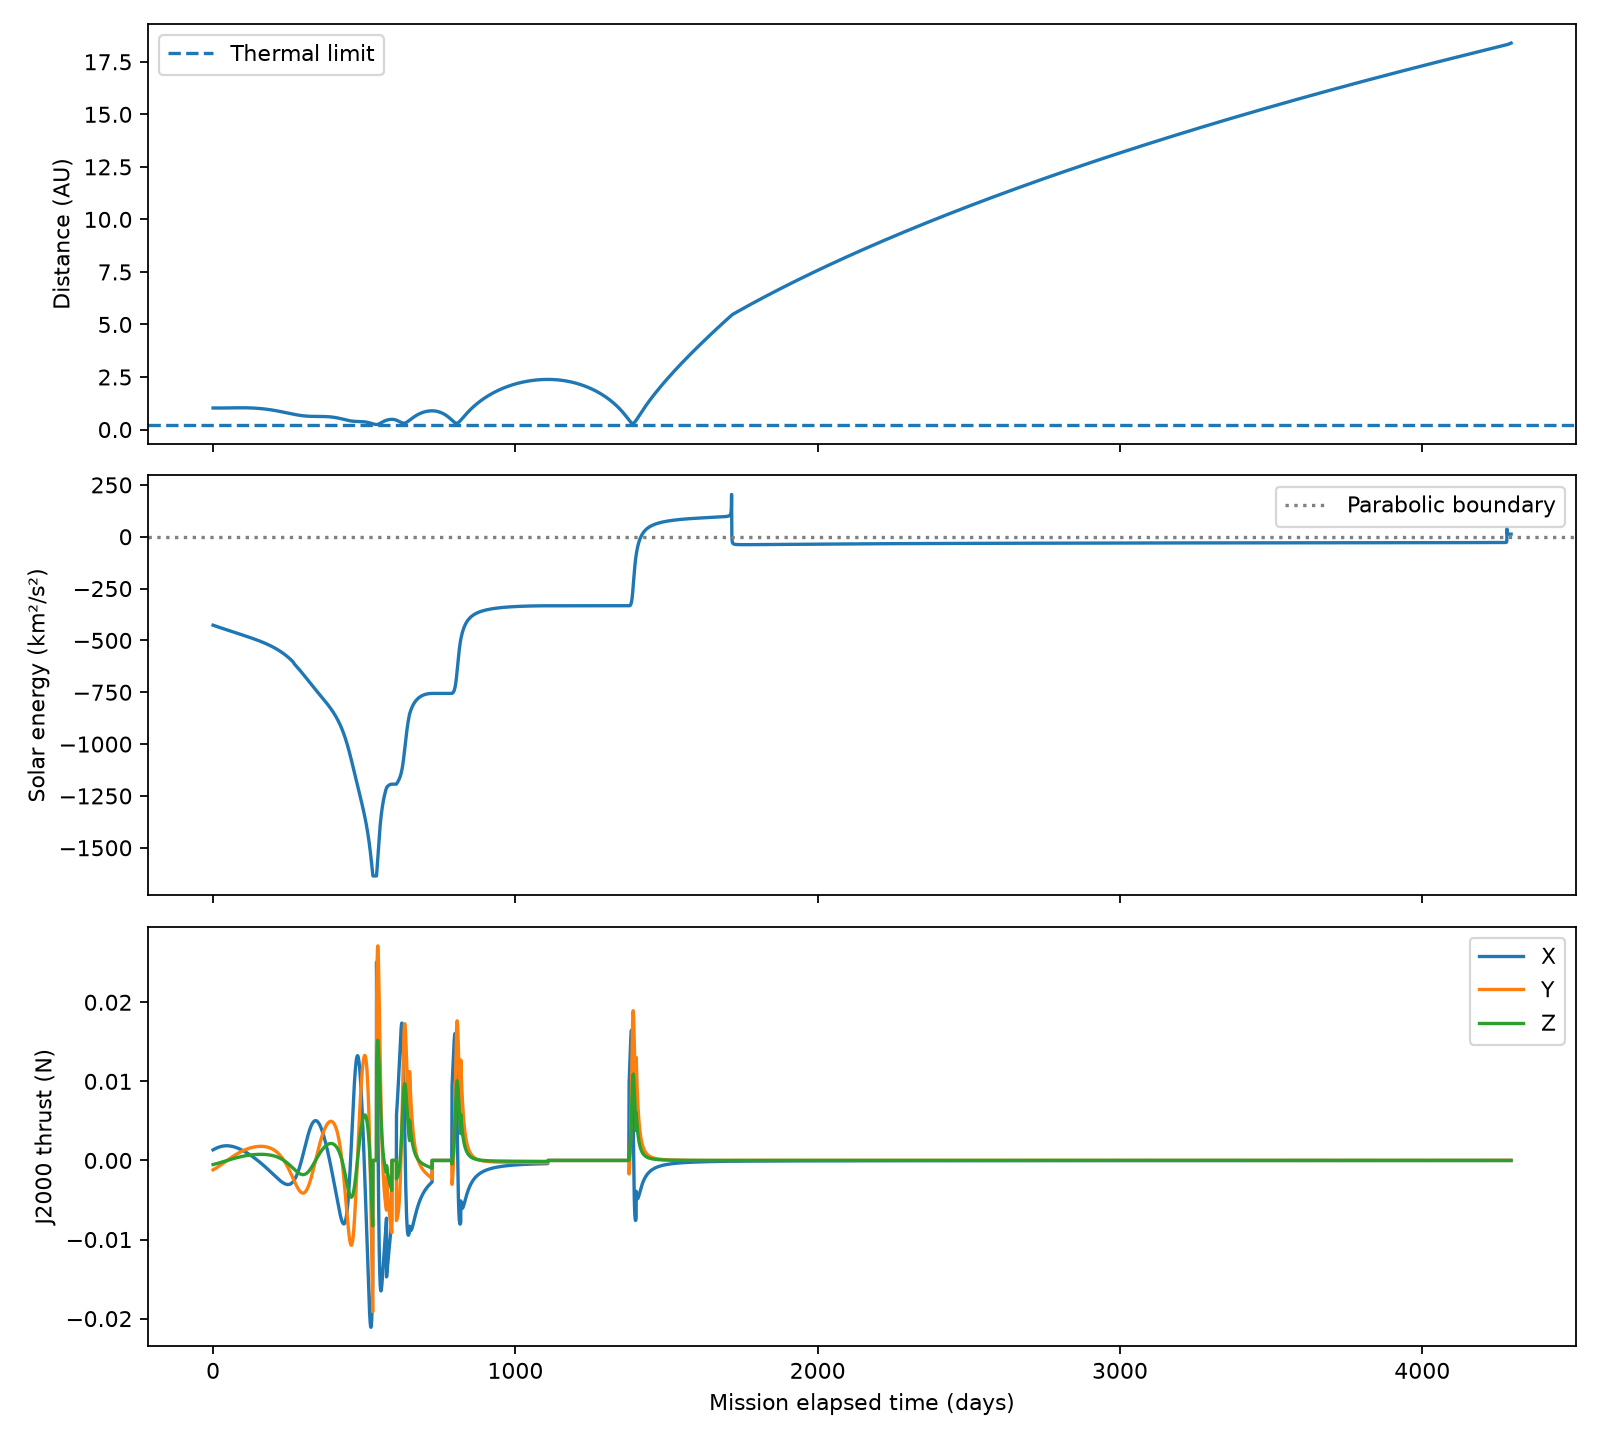 Thermal limit
17.5
15.0
12.5
10.0
7.5
5.0
2.5
0.0
Distance (AU)
Parabolic boundary
250
0
−250
−500
−750
−1000
−1250
−1500
Solar energy (km²/s²)
X
Y
Z
0.02
0.01
0.00
−0.01
−0.02
J2000 thrust (N)
0 1000 2000 3000 4000
Mission elapsed time (days)